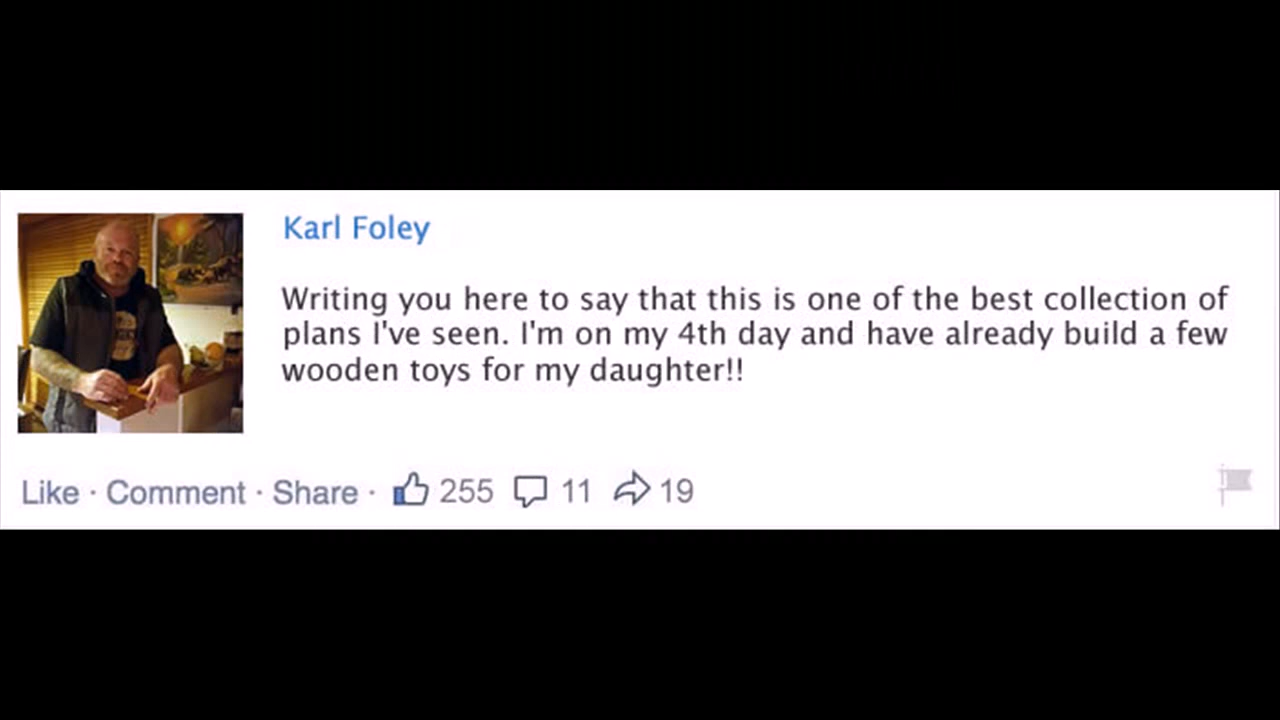 Karl Foley
Writing you here to say that this is one of the best collection of
plans I've seen. I'm on my 4th day and have already build a few
wooden toys for my daughter!!
Like · Comment · Share · 255 11 19